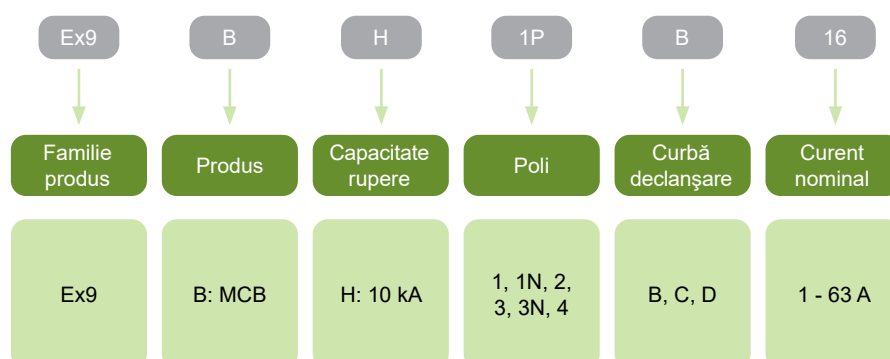 Ex9
B
H
1P
B
16
Familie
produs
Produs
Capacitate
rupere
Poli
Curbă
declanşare
Curent
nominal
Ex9
B: MCB
H: 10 kA
1, 1N, 2,
3, 3N, 4
B, C, D
1 - 63 A